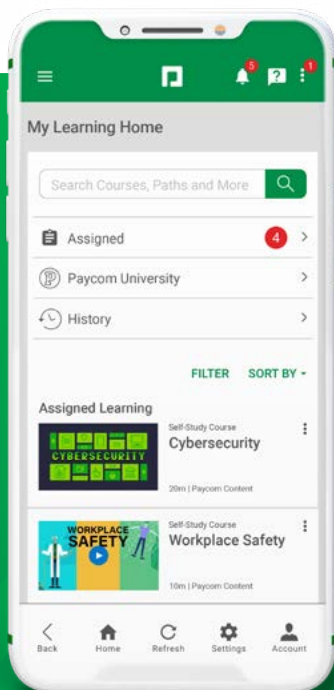 5
?
1
My Learning Home
Search Courses, Paths and More
Assigned 4
Paycom University
History
FILTER SORT BY
Assigned Learning
CYBERSECURITY
Self-Study Course
Cybersecurity
20m | Paycom Content
WORKPLACE
SAFETY
Self-Study Course
Workplace Safety
10m | Paycom Content
Back Home Refresh Settings Account